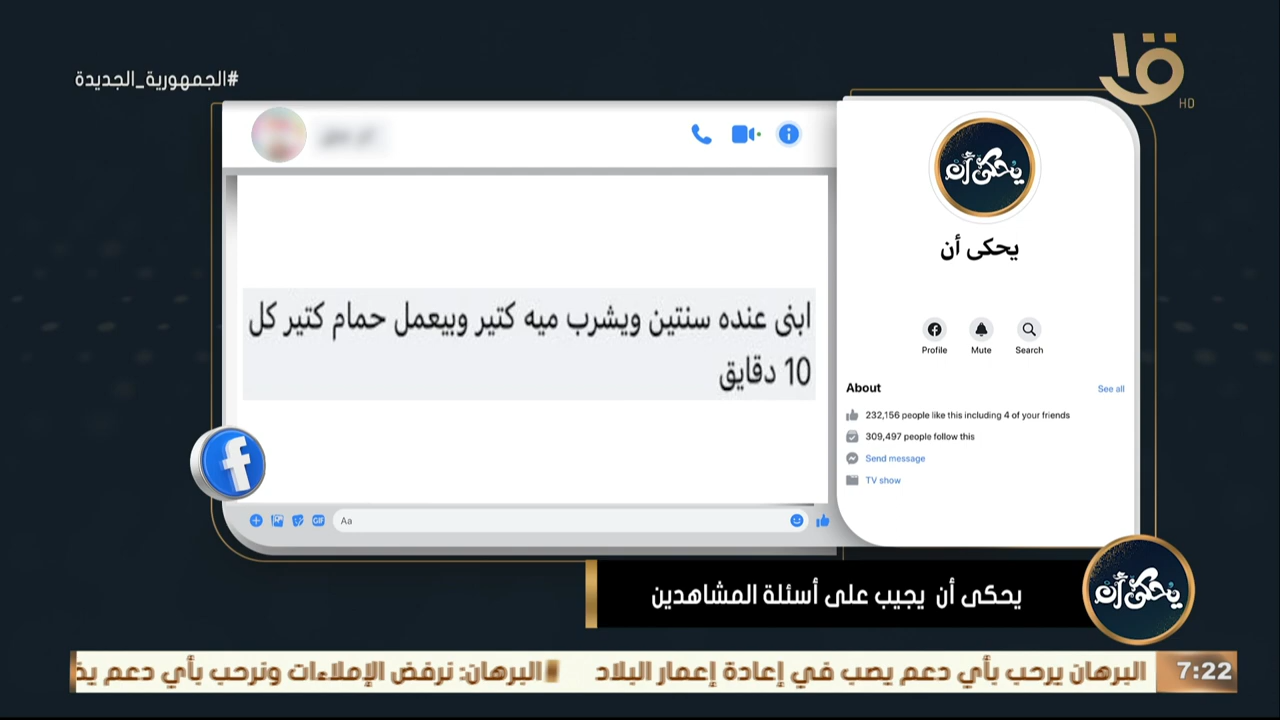 #الجمهورية_الجديدة
HD
يحكى أن
يحكى أن
Profile
Mute
Search
About
See all
232,156 people like this including 4 of your friends
309,497 people follow this
Send message
TV show
ابنى عنده سنتين ويشرب ميه كتير وبيعمل حمام كتير كل
10 دقايق
GIF
Aa
يحكى أن يجيب على أسئلة المشاهدين
يحكى أن
7:22
البرهان يرحب بأي دعم يصب في إعادة إعمار البلاد
البرهان: نرفض الإملاءات ونرحب بأي دعم